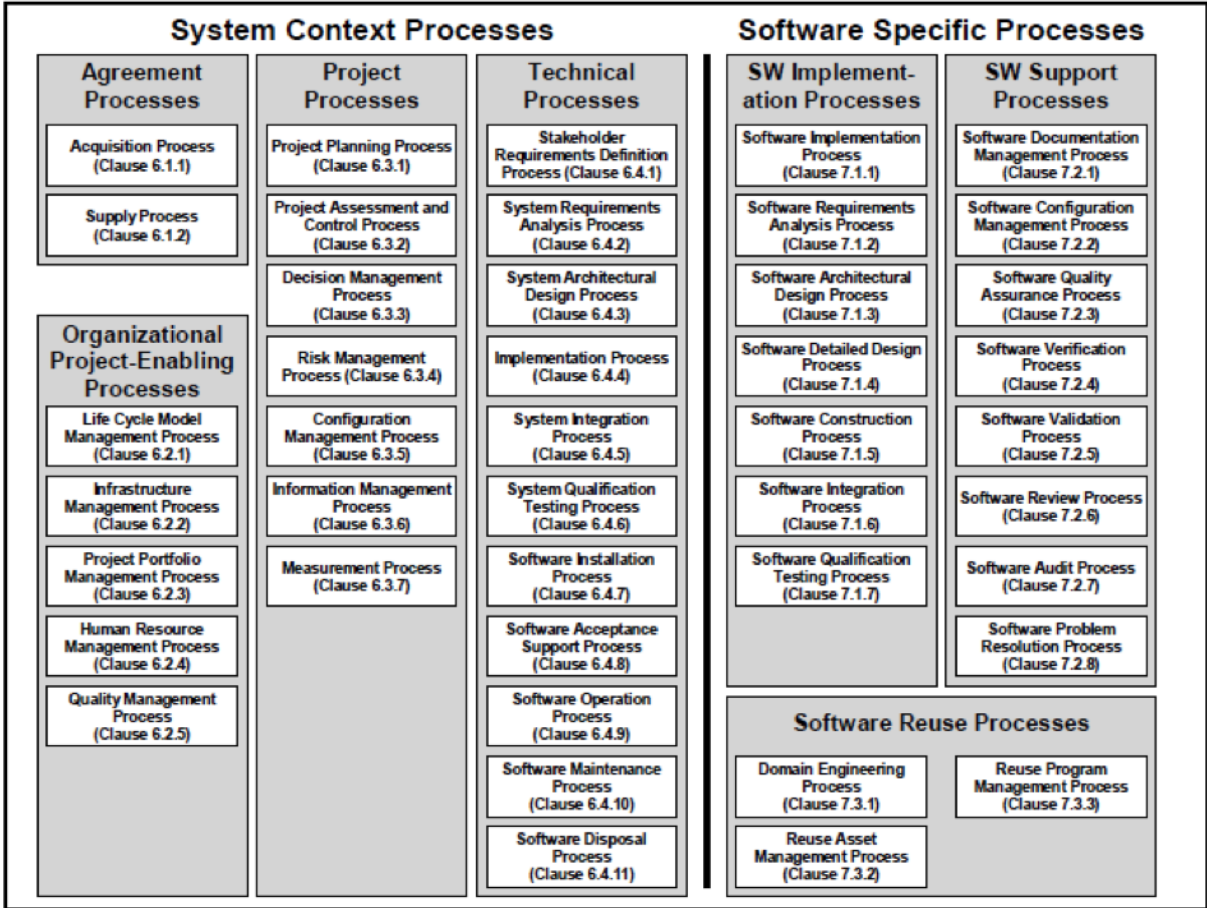 System Context Processes
Software Specific Processes
Agreement
Processes
Acquisition Process
(Clause 6.1.1)
Supply Process
(Clause 6.1.2)
Organizational
Project-Enabling
Processes
Life Cycle Model
Management Process
(Clause 6.2.1)
Infrastructure
Management Process
(Clause 6.2.2)
Project Portfolio
Management Process
(Clause 6.2.3)
Human Resource
Management Process
(Clause 6.2.4)
Quality Management
Process
(Clause 6.2.5)
Project
Processes
Project Planning Process
(Clause 6.3.1)
Project Assessment and
Control Process
(Clause 6.3.2)
Decision Management
Process
(Clause 6.3.3)
Risk Management
Process (Clause 6.3.4)
Configuration
Management Process
(Clause 6.3.5)
Information Management
Process
(Clause 6.3.6)
Measurement Process
(Clause 6.3.7)
Technical
Processes
Stakeholder
Requirements Definition
Process (Clause 6.4.1)
System Requirements
Analysis Process
(Clause 6.4.2)
System Architectural
Design Process
(Clause 6.4.3)
Implementation Process
(Clause 6.4.4)
System Integration
Process
(Clause 6.4.5)
System Qualification
Testing Process
(Clause 6.4.6)
Software Installation
Process
(Clause 6.4.7)
Software Acceptance
Support Process
(Clause 6.4.8)
Software Operation
Process
(Clause 6.4.9)
Software Maintenance
Process
(Clause 6.4.10)
Software Disposal
Process
(Clause 6.4.11)
SW Implement-
ation Processes
Software Implementation
Process
(Clause 7.1.1)
Software Requirements
Analysis Process
(Clause 7.1.2)
Software Architectural
Design Process
(Clause 7.1.3)
Software Detailed Design
Process
(Clause 7.1.4)
Software Construction
Process
(Clause 7.1.5)
Software Integration
Process
(Clause 7.1.6)
Software Qualification
Testing Process
(Clause 7.1.7)
SW Support
Processes
Software Documentation
Management Process
(Clause 7.2.1)
Software Configuration
Management Process
(Clause 7.2.2)
Software Quality
Assurance Process
(Clause 7.2.3)
Software Verification
Process
(Clause 7.2.4)
Software Validation
Process
(Clause 7.2.5)
Software Review Process
(Clause 7.2.6)
Software Audit Process
(Clause 7.2.7)
Software Problem
Resolution Process
(Clause 7.2.8)
Software Reuse Processes
Domain Engineering
Process
(Clause 7.3.1)
Reuse Asset
Management Process
(Clause 7.3.2)
Reuse Program
Management Process
(Clause 7.3.3)